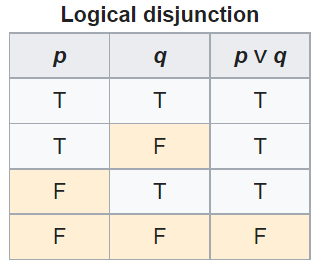 Logical disjunction
p q p ∨ q
T T T
T F T
F T T
F F F